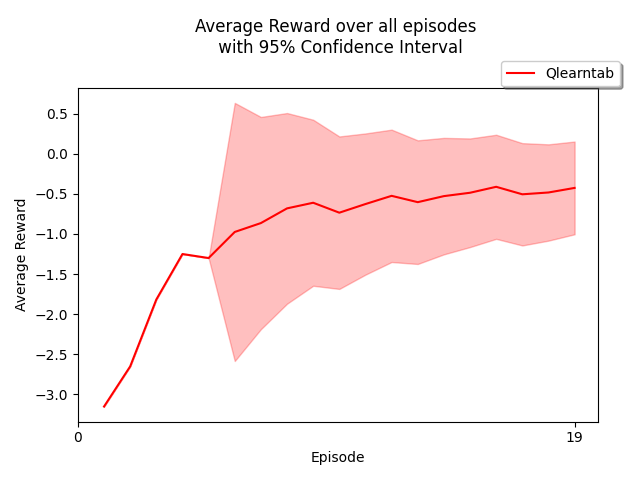 Average Reward over all episodes
with 95% Confidence Interval
Qlearntab
0.5
0.0
−0.5
−1.0
−1.5
−2.0
−2.5
−3.0
Average Reward
0
19
Episode